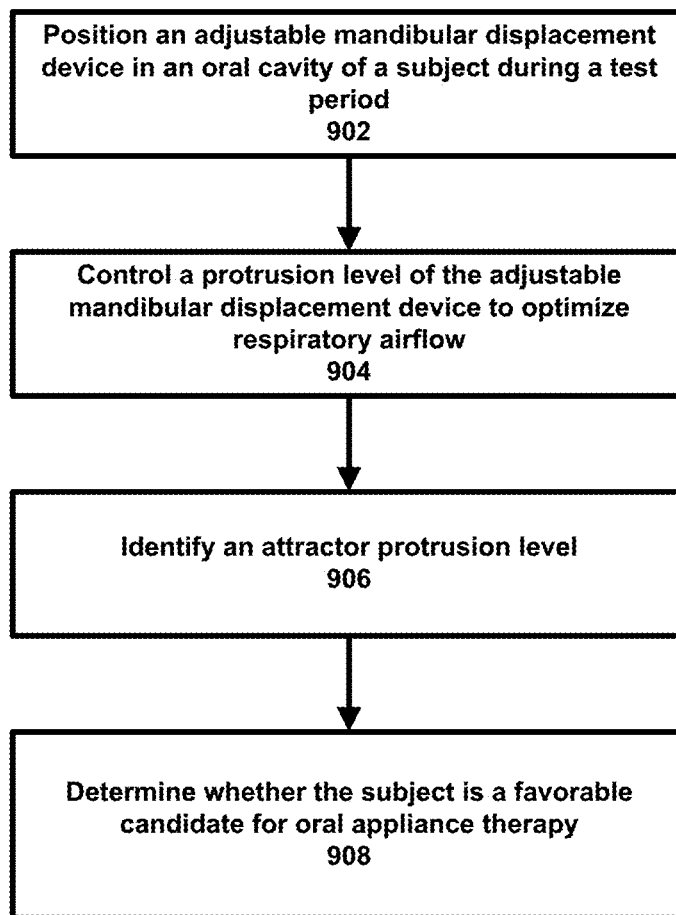 Position an adjustable mandibular displacement
device in an oral cavity of a subject during a test
period
902
Control a protrusion level of the adjustable
mandibular displacement device to optimize
respiratory airflow
904
Identify an attractor protrusion level
906
Determine whether the subject is a favorable
candidate for oral appliance therapy
908